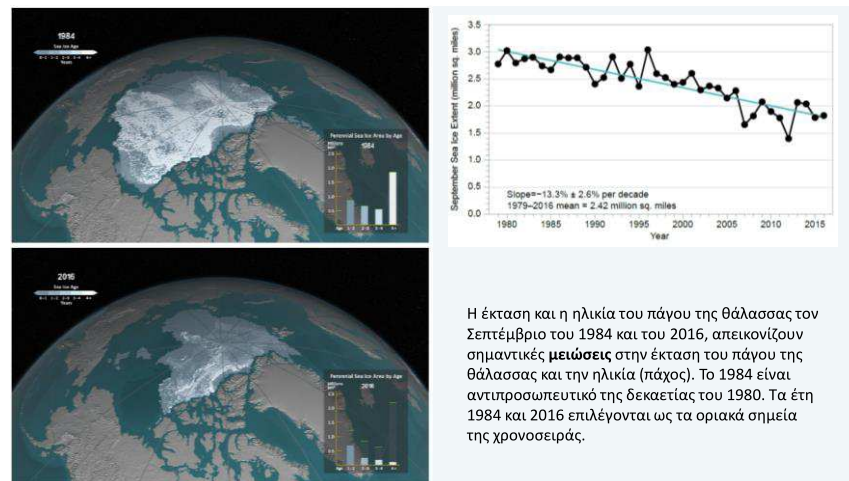 1984
Sea Ice Age
Years
Perennial Sea Ice Area by Age
1984
2016
Sea Ice Age
Years
Perennial Sea Ice Area by Age
2016
September Sea Ice Extent (million sq. miles)
3.5
3.0
2.5
2.0
1.5
1.0
0.5
0.0
Slope=−13.3% ± 2.6% per decade
1979–2016 mean = 2.42 million sq. miles
1980 1985 1990 1995 2000 2005 2010 2015
Year
Η έκταση και η ηλικία του πάγου της θάλασσας τον
Σεπτέμβριο του 1984 και του 2016, απεικονίζουν
σημαντικές μειώσεις στην έκταση του πάγου της
θάλασσας και την ηλικία (πάχος). Το 1984 είναι
αντιπροσωπευτικό της δεκαετίας του 1980. Τα έτη
1984 και 2016 επιλέγονται ως τα οριακά σημεία
της χρονοσειράς.